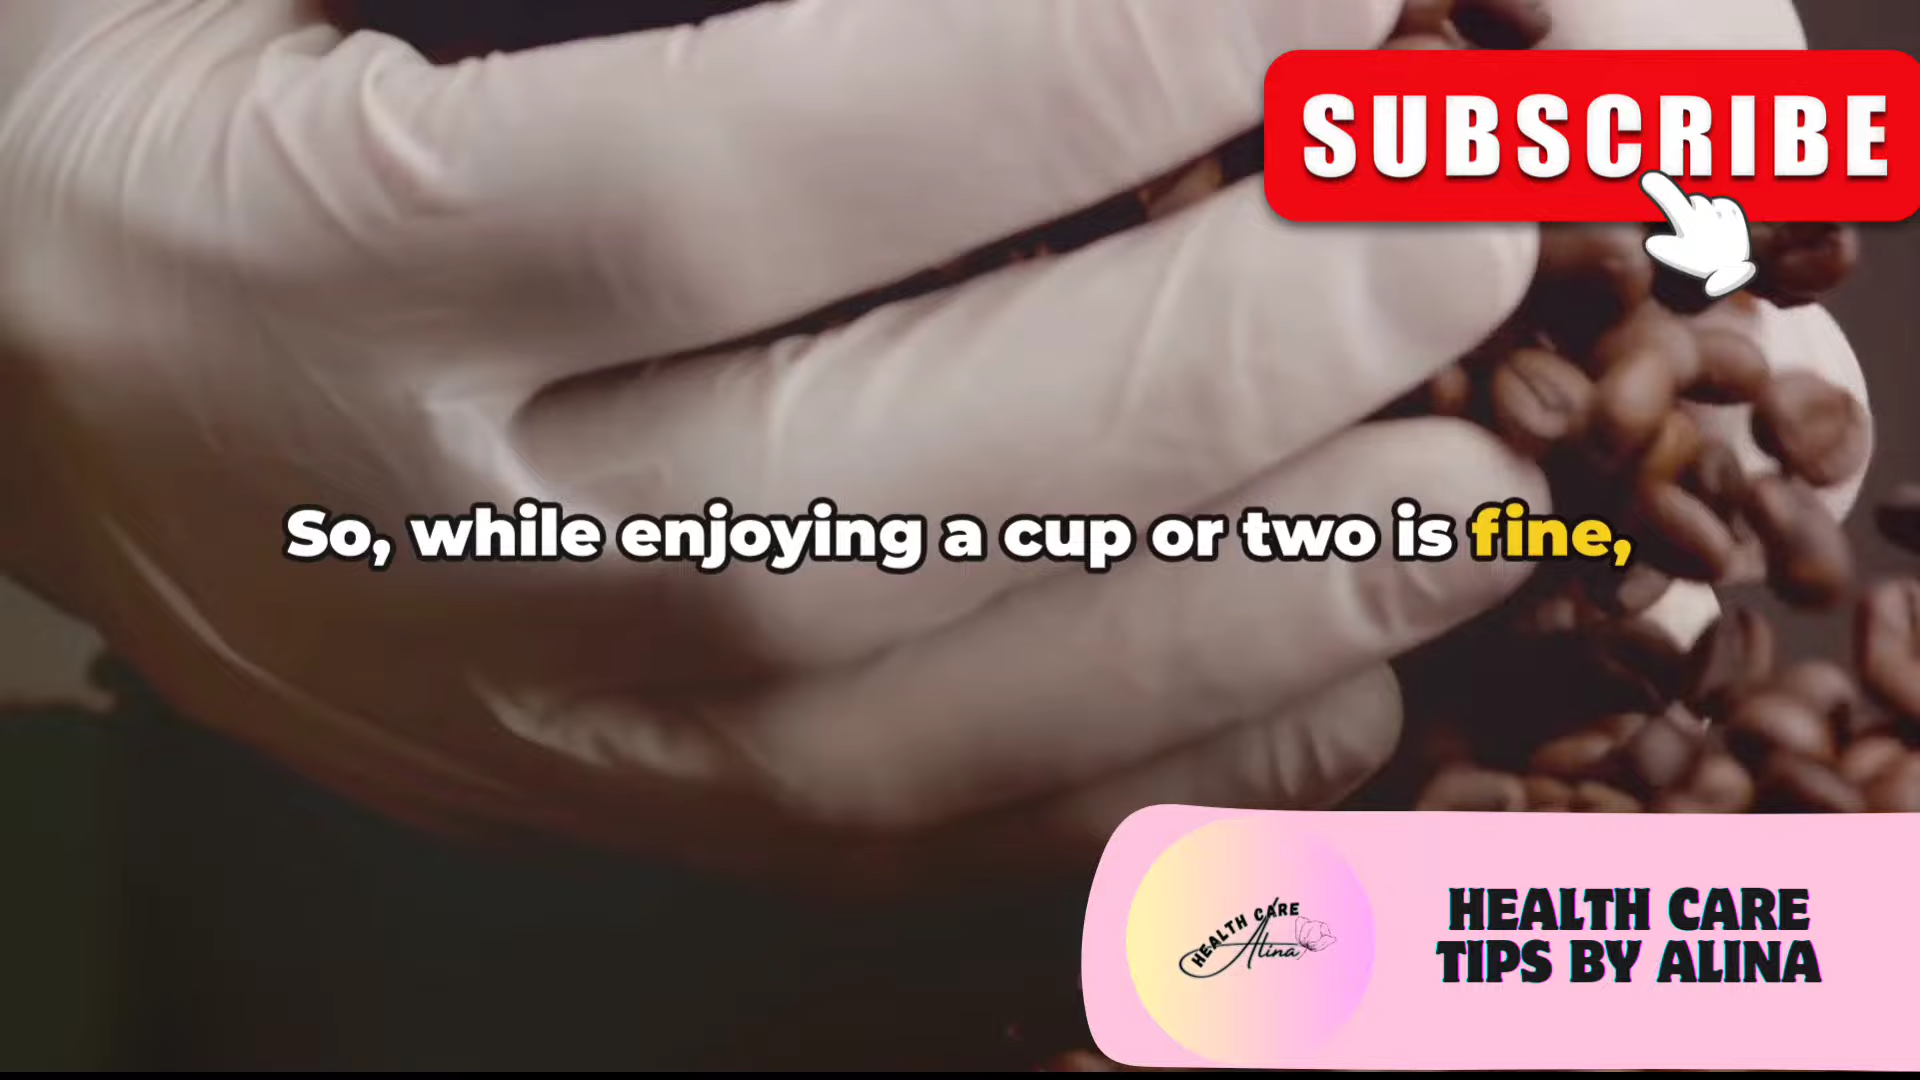 SUBSCRIBE
So, while enjoying a cup or two is fine,
HEALTH CARE
Alina
HEALTH CARE
TIPS BY ALINA